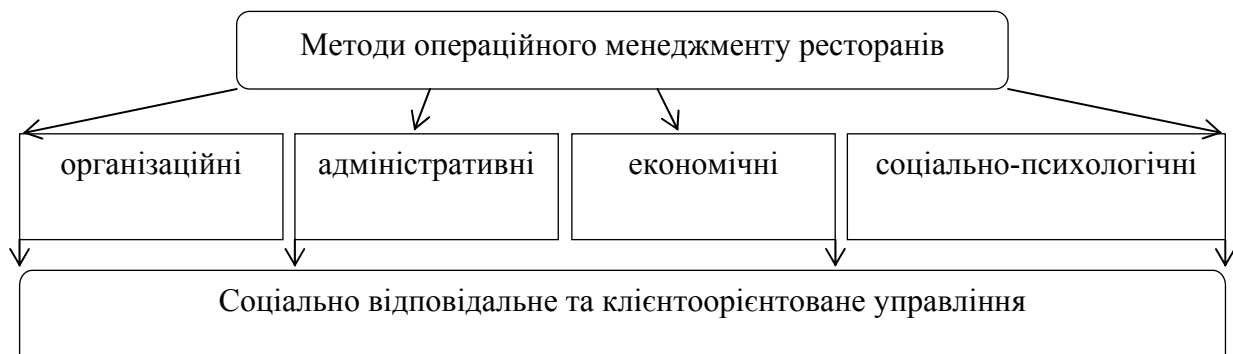 Методи операційного менеджменту ресторанів
організаційні
адміністративні
економічні
соціально-психологічні
Соціально відповідальне та клієнтоорієнтоване управління